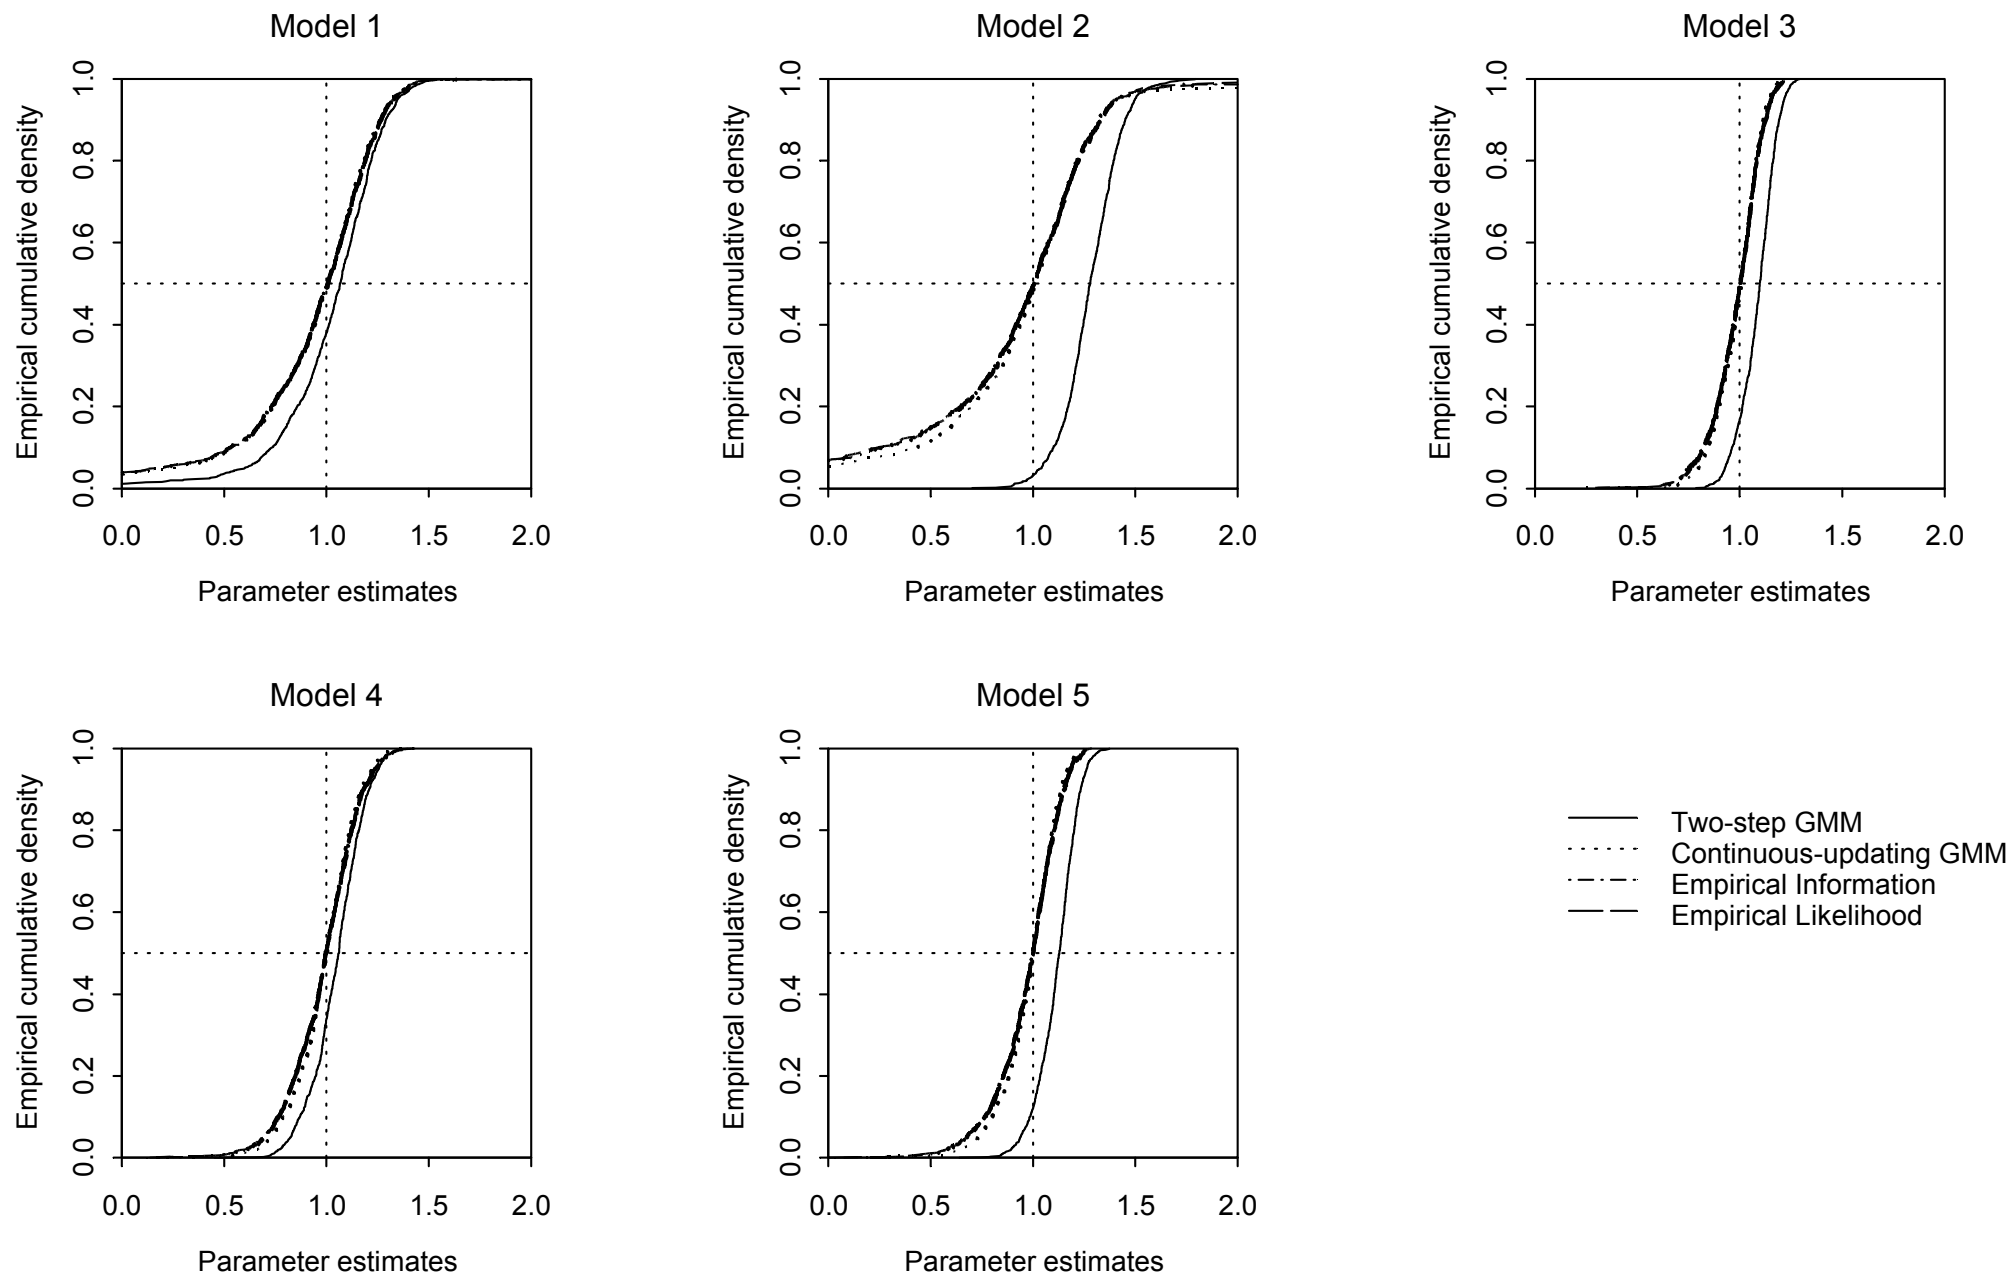 Model 1
Empirical cumulative density
0.0 0.2 0.4 0.6 0.8 1.0
0.0 0.5 1.0 1.5 2.0
Parameter estimates
Model 2
Empirical cumulative density
0.0 0.2 0.4 0.6 0.8 1.0
0.0 0.5 1.0 1.5 2.0
Parameter estimates
Model 3
Empirical cumulative density
0.0 0.2 0.4 0.6 0.8 1.0
0.0 0.5 1.0 1.5 2.0
Parameter estimates
Model 4
Empirical cumulative density
0.0 0.2 0.4 0.6 0.8 1.0
0.0 0.5 1.0 1.5 2.0
Parameter estimates
Model 5
Empirical cumulative density
0.0 0.2 0.4 0.6 0.8 1.0
0.0 0.5 1.0 1.5 2.0
Parameter estimates
Two-step GMM
Continuous-updating GMM
Empirical Information
Empirical Likelihood